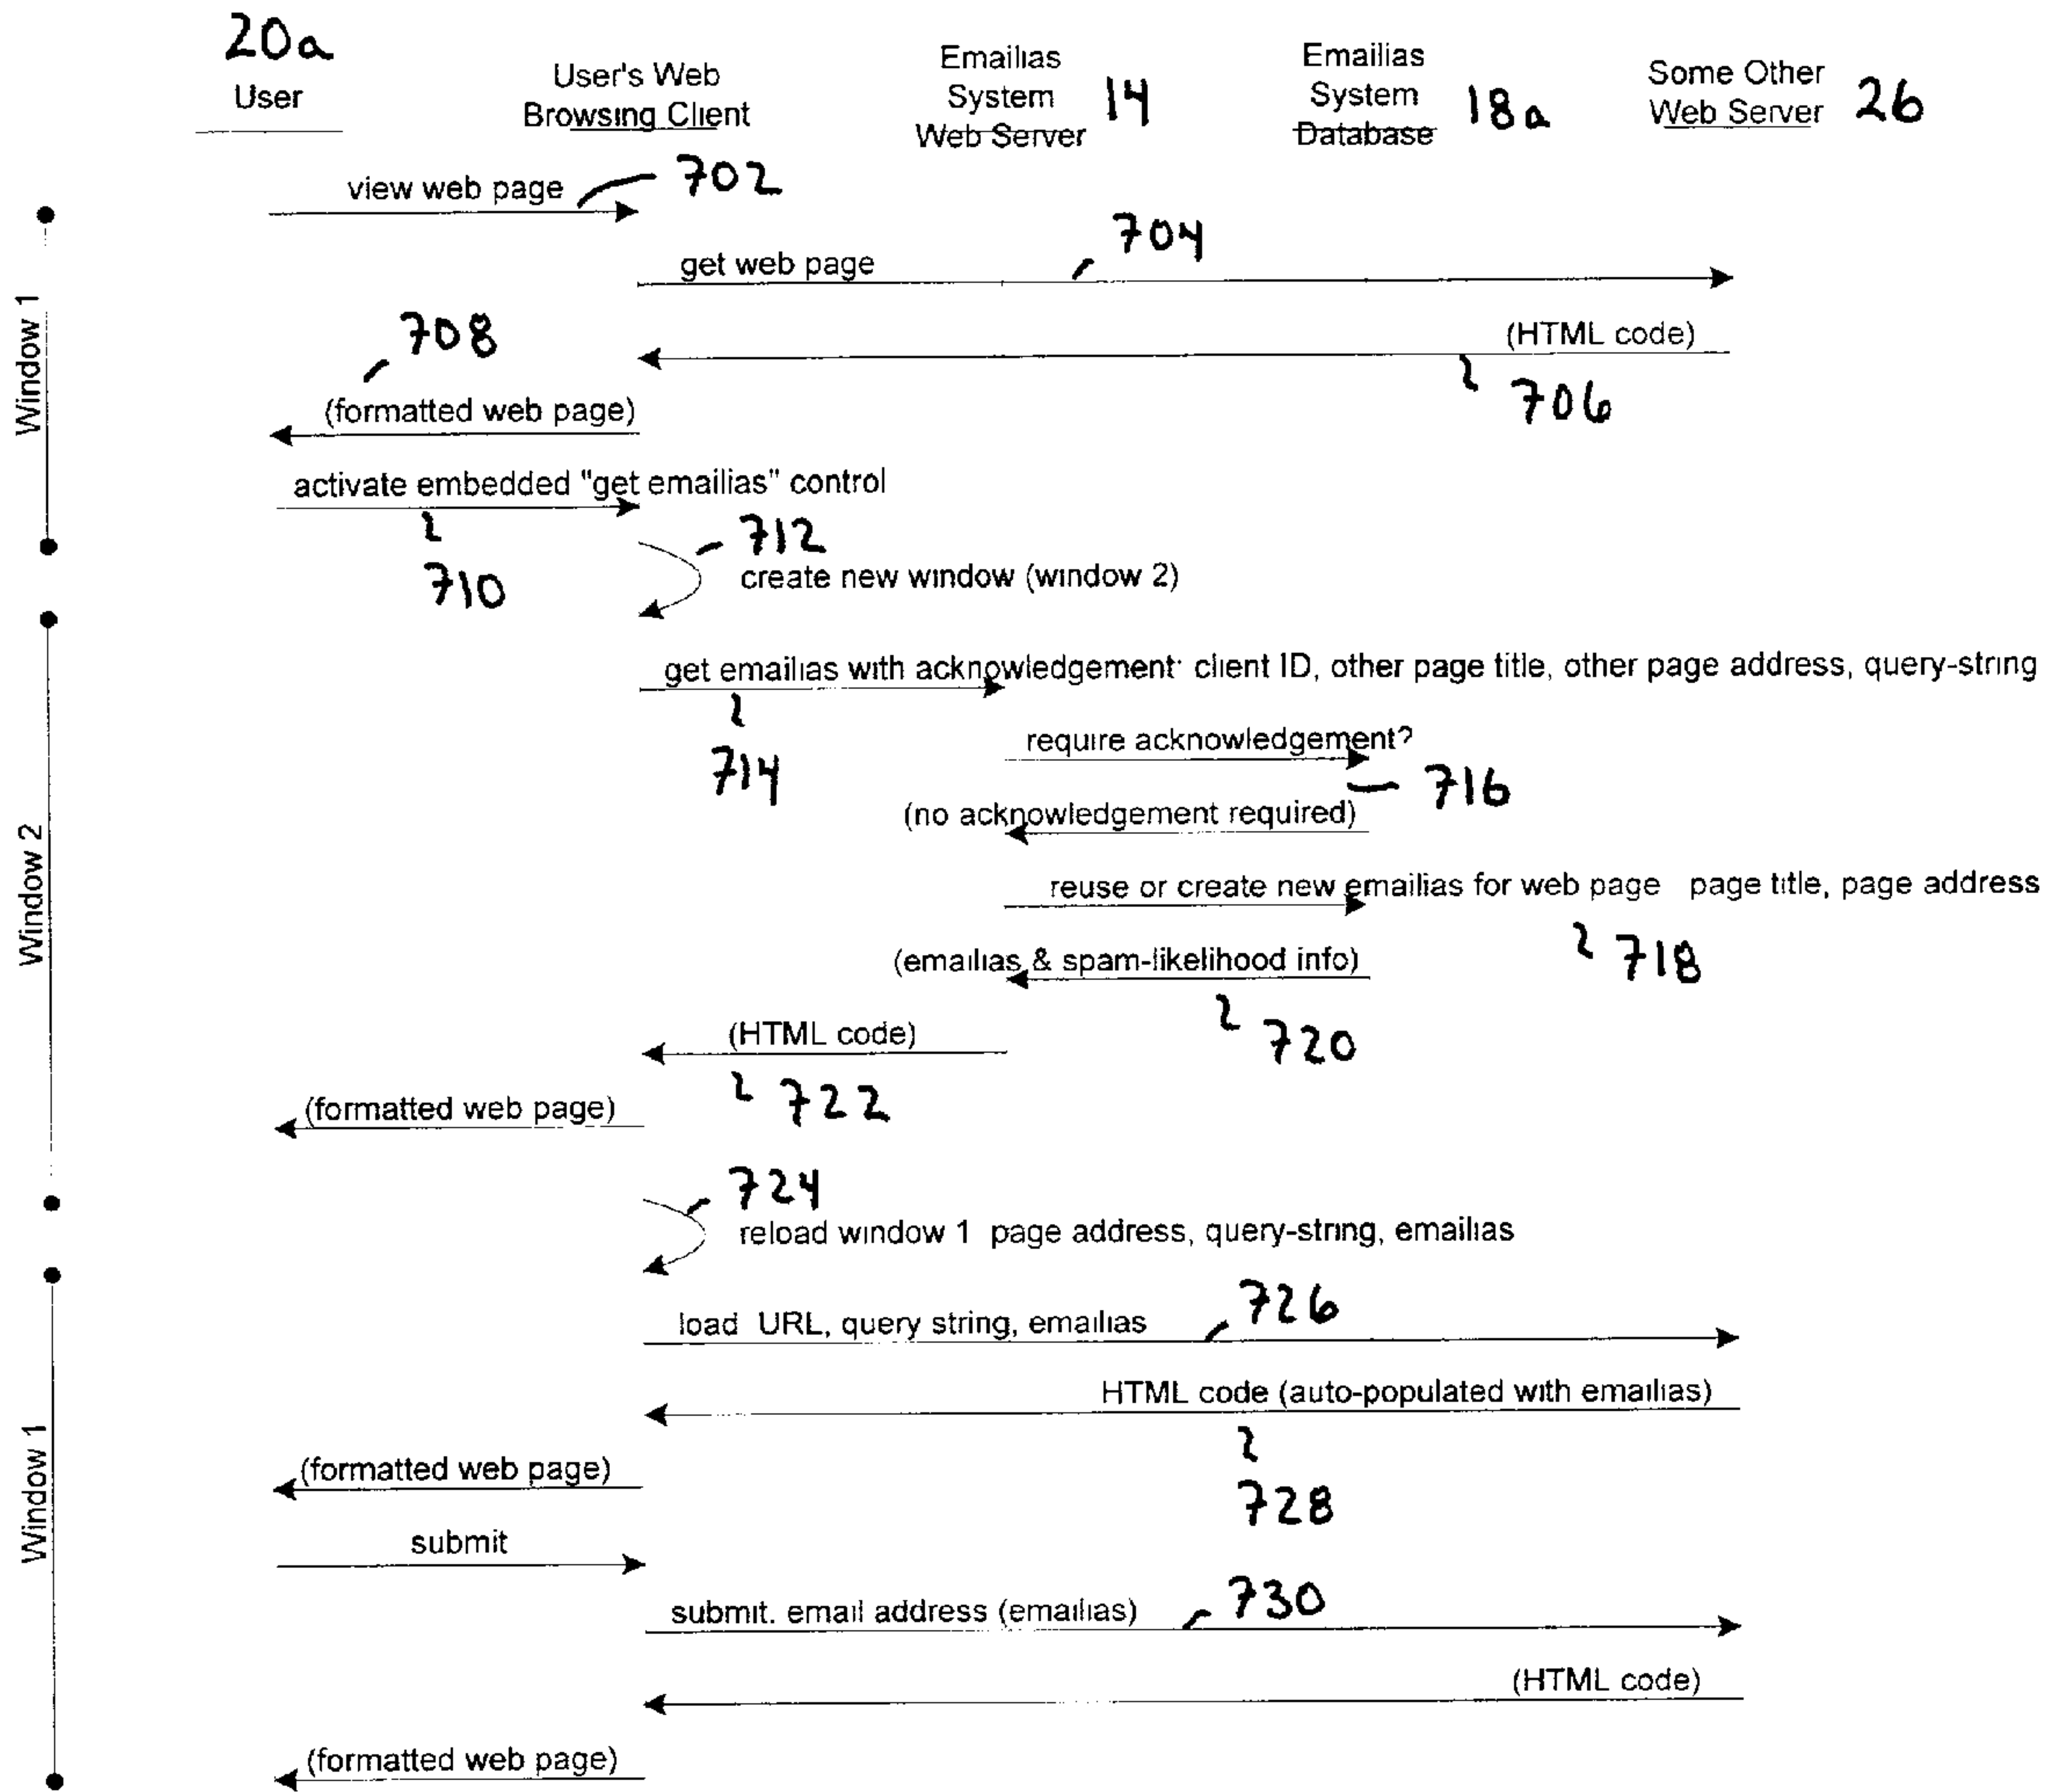 20a
User
User's Web
Browsing Client
Emailias
System
Web Server
14
Emailias
System
Database
18a
Some Other
Web Server
26
Window 1
view web page
702
get web page
704
(HTML code)
706
708
(formatted web page)
activate embedded "get emailias" control
710
712
create new window (window 2)
Window 2
get emailias with acknowledgement: client ID, other page title, other page address, query-string
714
require acknowledgement?
716
(no acknowledgement required)
reuse or create new emailias for web page page title, page address
718
(emailias & spam-likelihood info)
720
(HTML code)
722
(formatted web page)
724
reload window 1 page address, query-string, emailias
Window 1
load URL, query string, emailias
726
HTML code (auto-populated with emailias)
728
(formatted web page)
submit
submit. email address (emailias)
730
(HTML code)
(formatted web page)